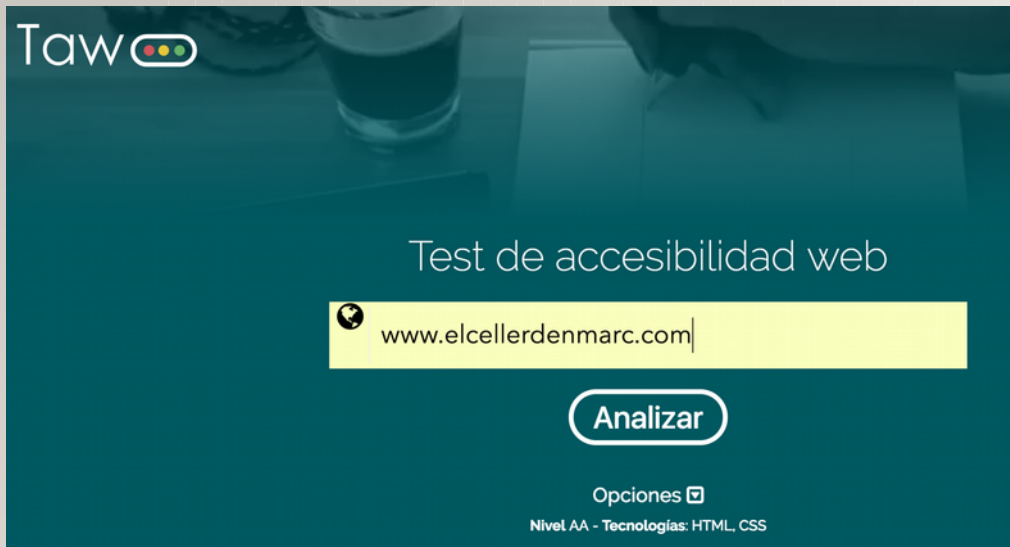 Taw
Test de accesibilidad web
www.elcellerdenmarc.com
Analizar
Opciones
Nivel AA - Tecnologías: HTML, CSS